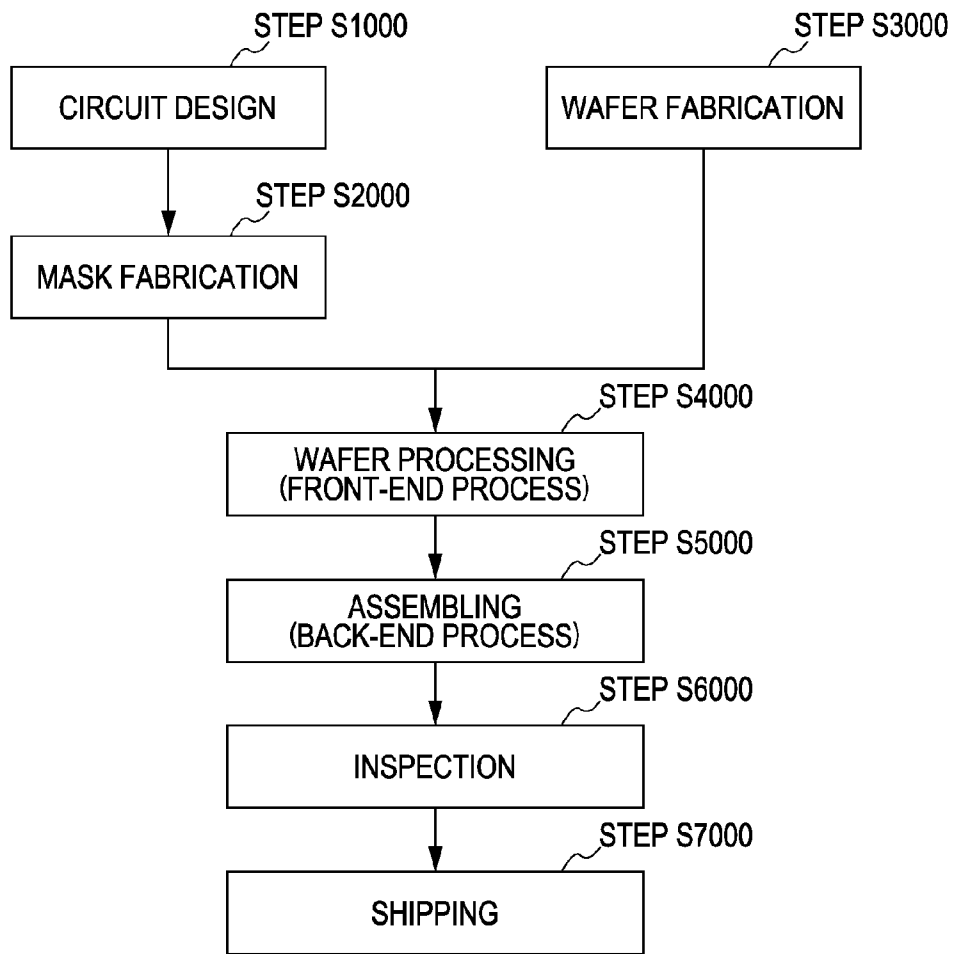 STEP S1000
CIRCUIT DESIGN
STEP S3000
WAFER FABRICATION
STEP S2000
MASK FABRICATION
STEP S4000
WAFER PROCESSING
(FRONT-END PROCESS)
STEP S5000
ASSEMBLING
(BACK-END PROCESS)
STEP S6000
INSPECTION
STEP S7000
SHIPPING